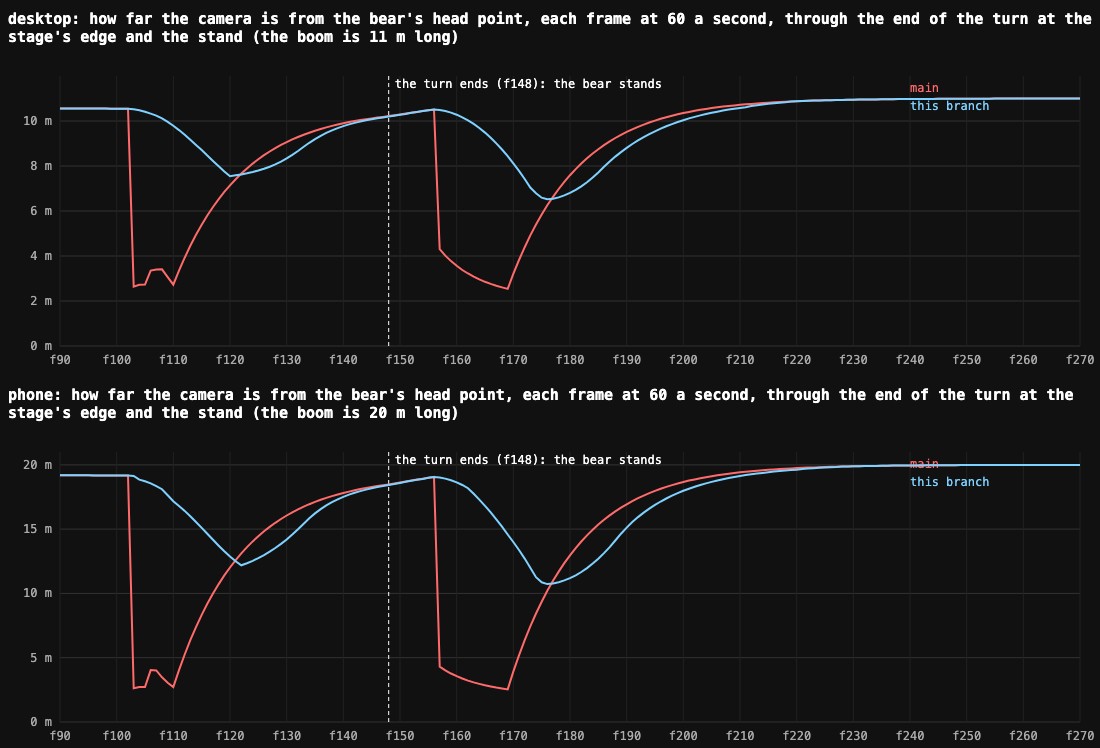 desktop: how far the camera is from the bear's head point, each frame at 60 a second, through the end of the turn at the
stage's edge and the stand (the boom is 11 m long)
the turn ends (f148): the bear stands
main
this branch
10 m
8 m
6 m
4 m
2 m
0 m
f90 f100 f110 f120 f130 f140 f150 f160 f170 f180 f190 f200 f210 f220 f230 f240 f250 f260 f270
phone: how far the camera is from the bear's head point, each frame at 60 a second, through the end of the turn at the
stage's edge and the stand (the boom is 20 m long)
the turn ends (f148): the bear stands
20 m
main
this branch
15 m
10 m
5 m
0 m
f90 f100 f110 f120 f130 f140 f150 f160 f170 f180 f190 f200 f210 f220 f230 f240 f250 f260 f270